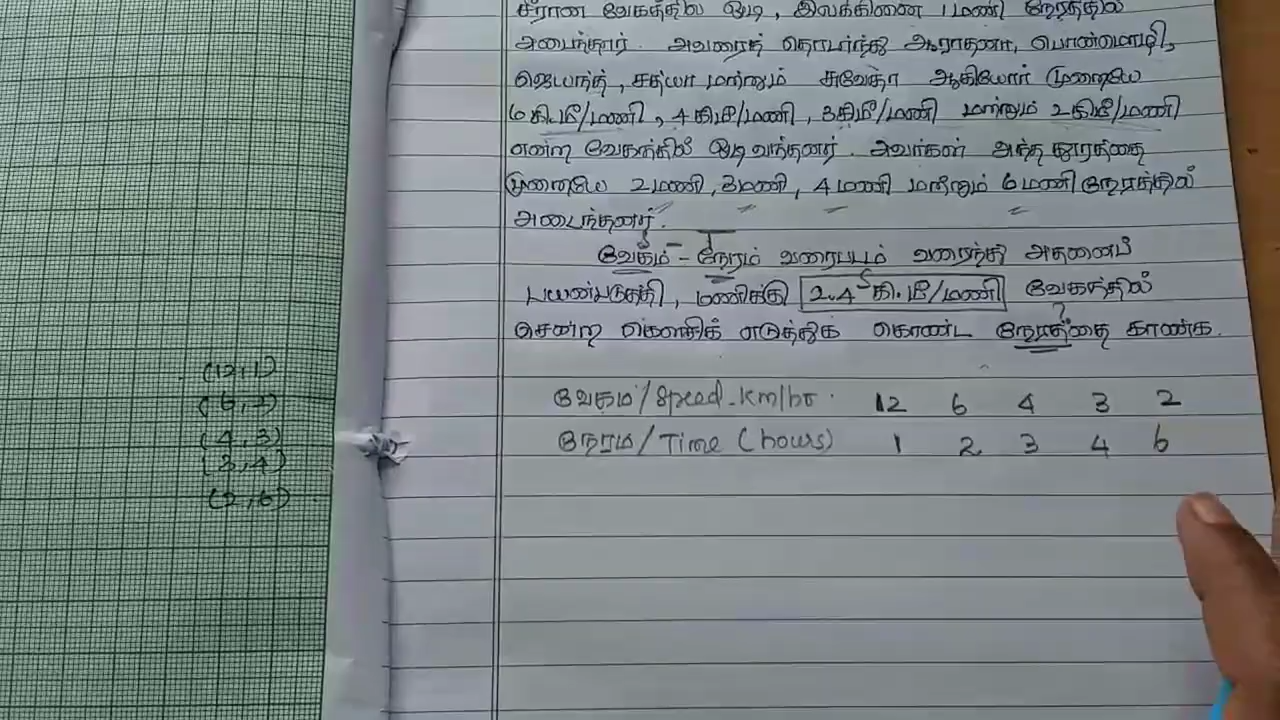 சீரான வேகத்தில் ஓடி, இலக்கினை 1 மணி நேரத்தில்
அடைந்தார். அவரைத் தொடர்ந்து ஆராதனா, பொன்மொழி,
ஜெயந்த், சத்யா மற்றும் சுவேதா ஆகியோர் முறையே
6 கி.மீ/மணி, 4 கி.மீ/மணி, 3 கிமீ/மணி மற்றும் 2 கிமீ/மணி
என்ற வேகத்தில் ஓடி வந்தனர். அவர்கள் அந்த தூரத்தை
முறையே 2 மணி, 3 மணி, 4 மணி மற்றும் 6 மணி நேரத்தில்
அடைந்தனர்.
வேகம் - நேரம் வரைபடம் வரைந்து அதனைப்
பயன்படுத்தி, மணிக்கு 2.4 கி.மீ/மணி வேகத்தில்
சென்ற கௌசிக் எடுத்துக் கொண்ட நேரத்தை காண்க.
வேகம்/Speed-km/hr. 12 6 4 3 2
நேரம்/Time (hours) 1 2 3 4 6
(12,1)
(6,2)
(4,3)
(3,4)
(2,6)